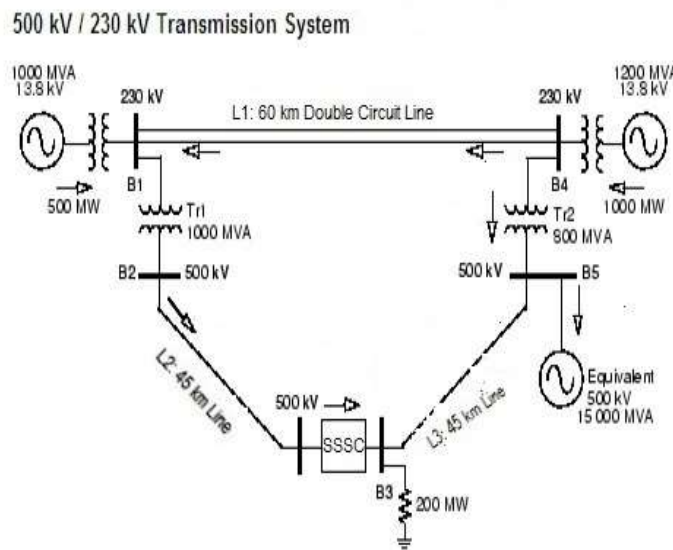 500 kV / 230 kV Transmission System
1000 MVA
13.8 kV
230 kV
L1: 60 km Double Circuit Line
230 kV
1200 MVA
13.8 kV
B1
B4
500 MW
1000 MW
Tr1
1000 MVA
Tr2
800 MVA
B2
500 kV
500 kV
B5
L2: 45 km Line
500 kV
SSSC
L3: 45 km Line
Equivalent
500 kV
15 000 MVA
B3
200 MW